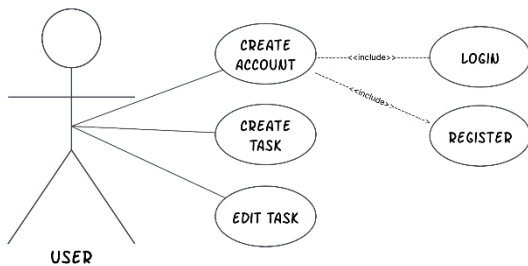 CREATE
ACCOUNT
<<include>>
LOGIN
<<include>>
CREATE
TASK
REGISTER
EDIT TASK
USER